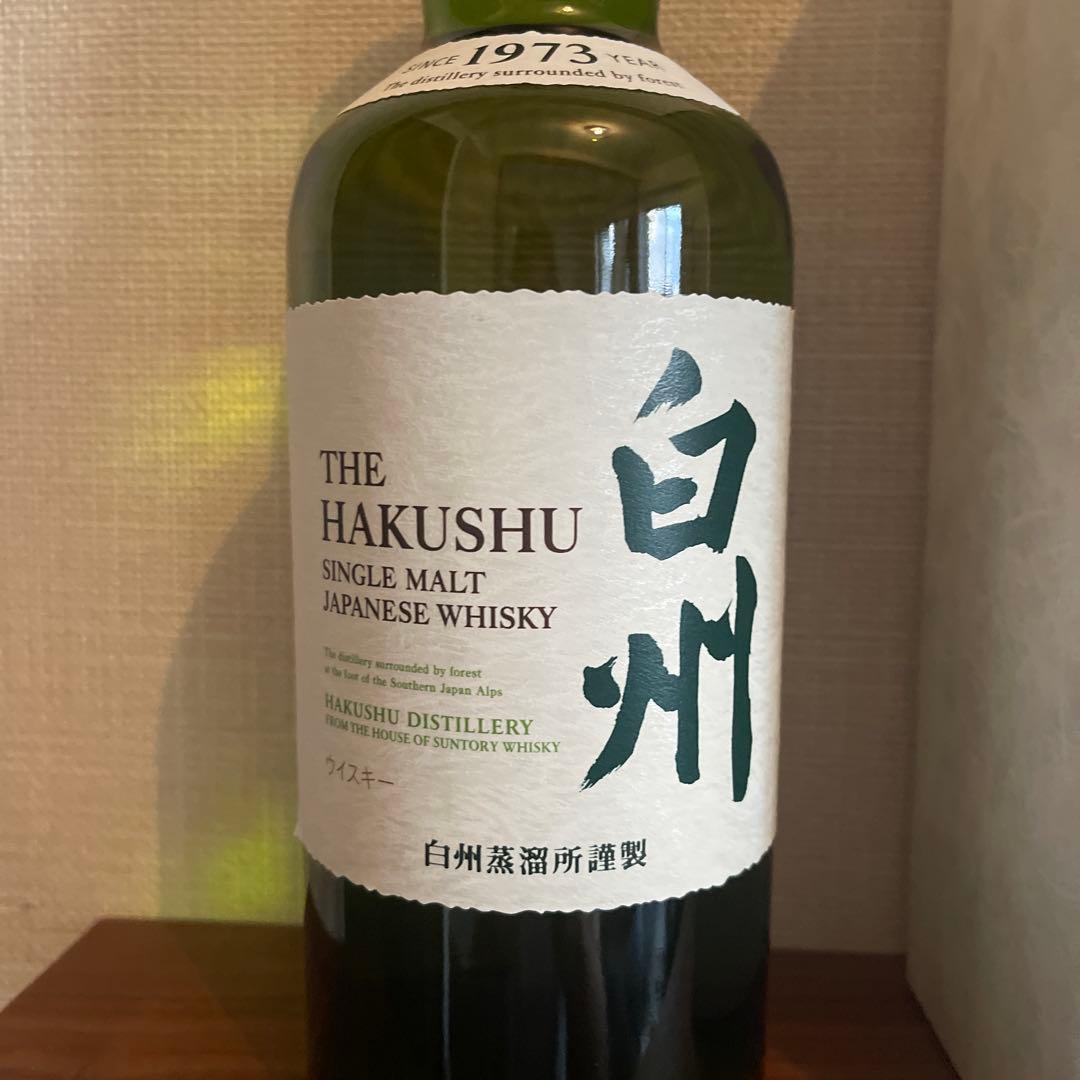 SINCE 1973 YEAR
The distillery surrounded by forest
THE
HAKUSHU
SINGLE MALT
JAPANESE WHISKY
The distillery surrounded by forest
at the foot of the Southern Japan Alps
HAKUSHU DISTILLERY
FROM THE HOUSE OF SUNTORY WHISKY
ウイスキー
白州
白州蒸溜所謹製